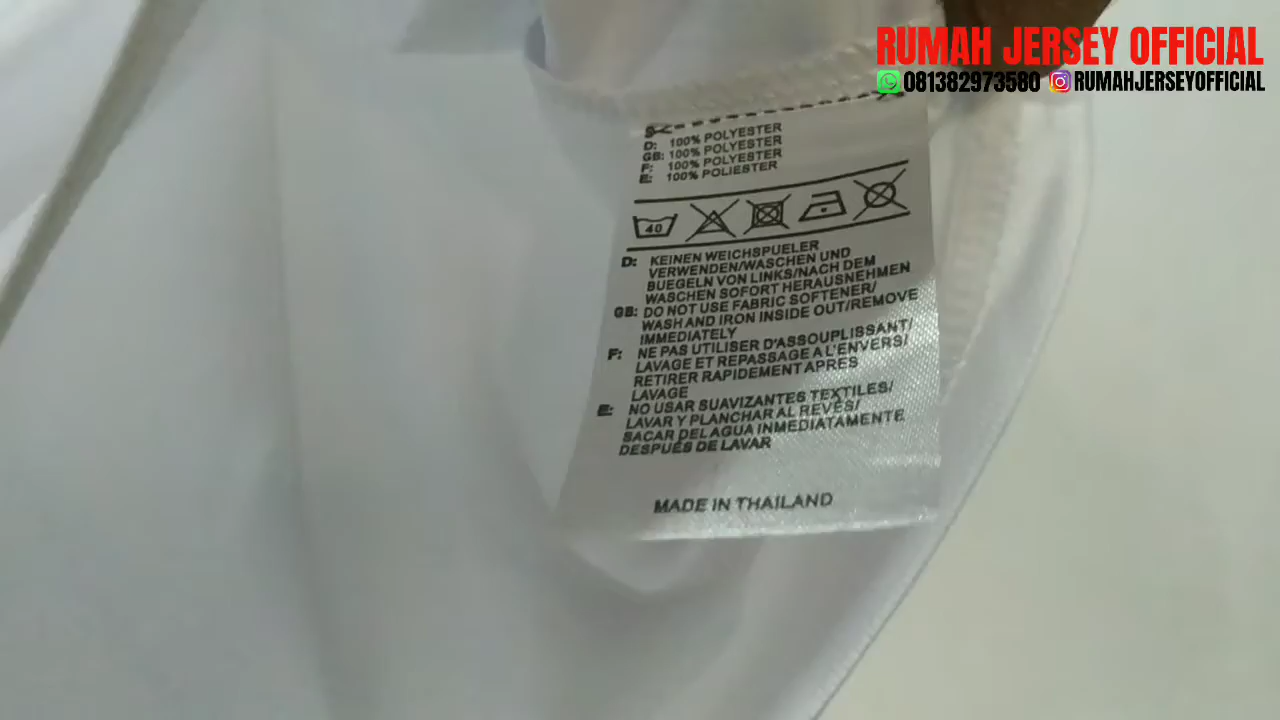 RUMAH JERSEY OFFICIAL
081382973580 RUMAHJERSEYOFFICIAL
D: 100% POLYESTER
GB: 100% POLYESTER
F: 100% POLYESTER
E: 100% POLIESTER
40
D: KEINEN WEICHSPUELER
VERWENDEN/WASCHEN UND
BUEGELN VON LINKS/NACH DEM
WASCHEN SOFORT HERAUSNEHMEN
GB: DO NOT USE FABRIC SOFTENER/
WASH AND IRON INSIDE OUT/REMOVE
IMMEDIATELY
F: NE PAS UTILISER D'ASSOUPLISSANT/
LAVAGE ET REPASSAGE A L'ENVERS/
RETIRER RAPIDEMENT APRES
LAVAGE
E: NO USAR SUAVIZANTES TEXTILES/
LAVAR Y PLANCHAR AL REVÉS/
SACAR DEL AGUA INMEDIATAMENTE
DESPUÉS DE LAVAR
MADE IN THAILAND